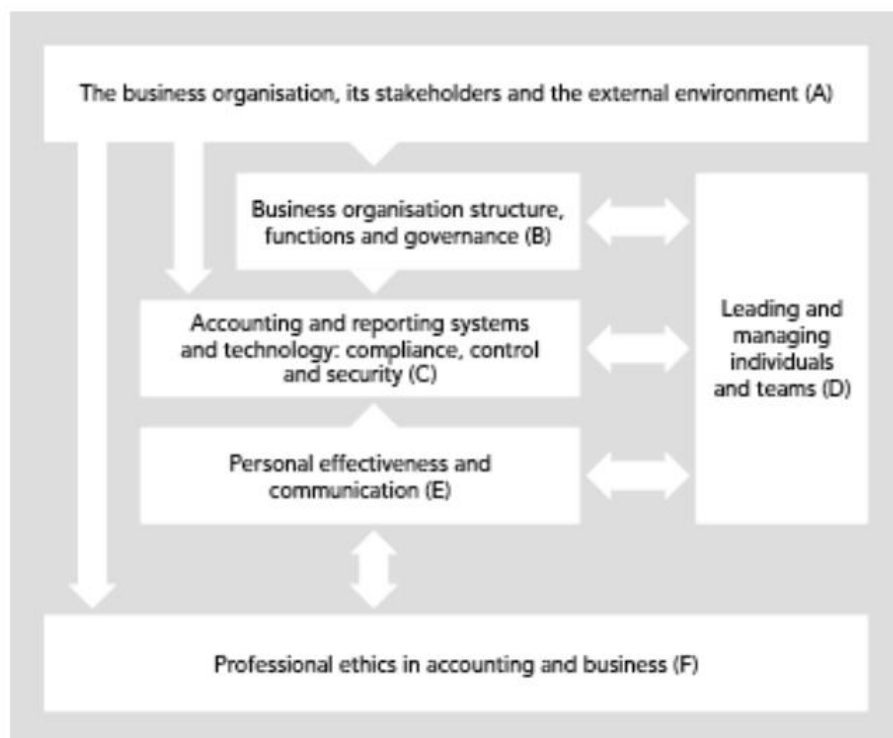 The business organisation, its stakeholders and the external environment (A)
Business organisation structure,
functions and governance (B)
Accounting and reporting systems
and technology: compliance, control
and security (C)
Leading and
managing
individuals
and teams (D)
Personal effectiveness and
communication (E)
Professional ethics in accounting and business (F)